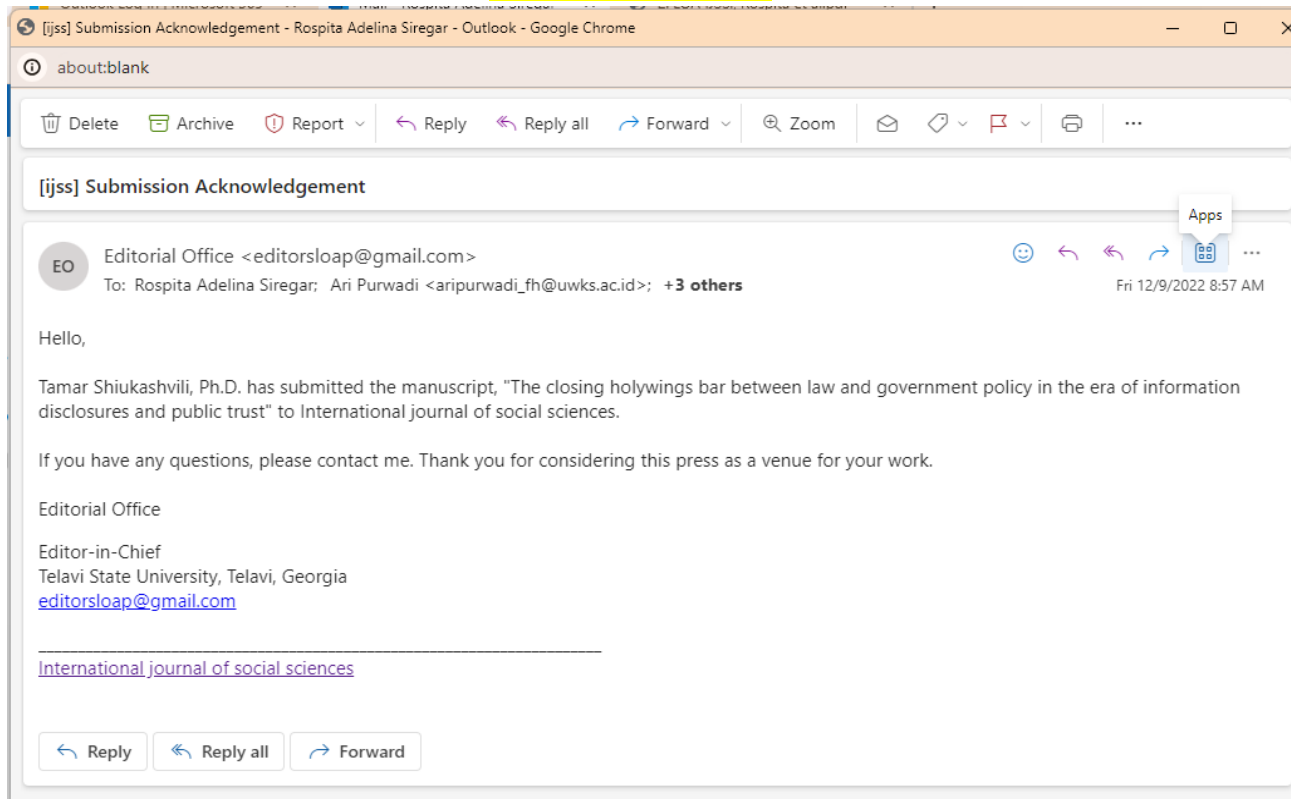 [ijss] Submission Acknowledgement - Rospita Adelina Siregar - Outlook - Google Chrome
about:blank
Delete Archive Report Reply Reply all Forward Zoom ...
[ijss] Submission Acknowledgement
Apps
EO
Editorial Office <editorsloap@gmail.com>
To: Rospita Adelina Siregar; Ari Purwadi <aripurwadi_fh@uwks.ac.id>; +3 others
Fri 12/9/2022 8:57 AM
Hello,
Tamar Shiukashvili, Ph.D. has submitted the manuscript, "The closing holywings bar between law and government policy in the era of information
disclosures and public trust" to International journal of social sciences.
If you have any questions, please contact me. Thank you for considering this press as a venue for your work.
Editorial Office
Editor-in-Chief
Telavi State University, Telavi, Georgia
editorsloap@gmail.com
International journal of social sciences
Reply Reply all Forward